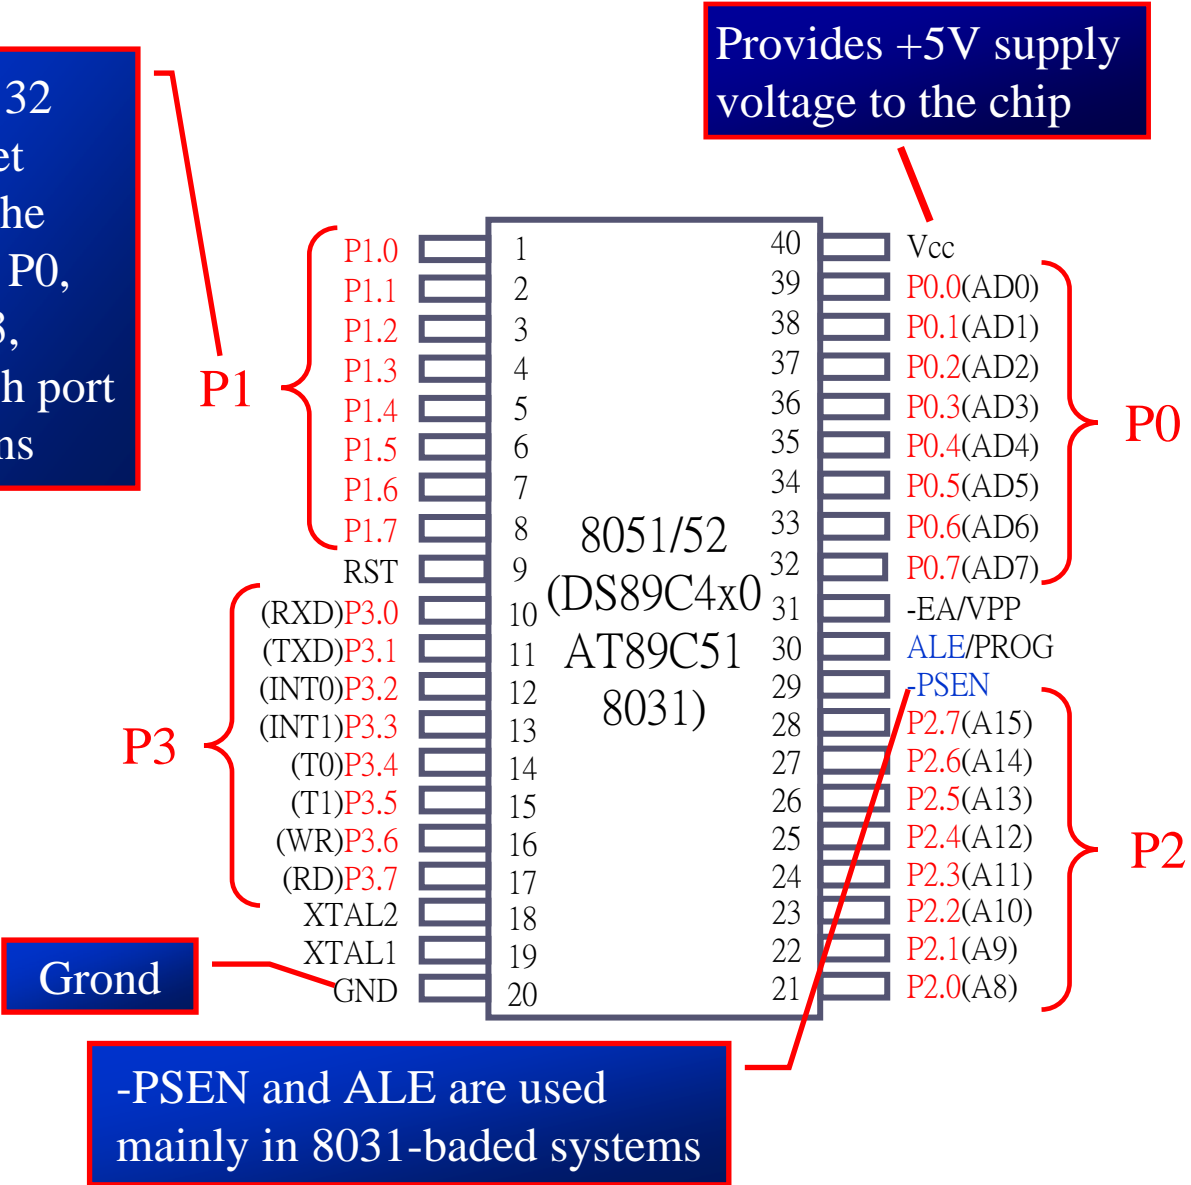 Provides +5V supply
voltage to the chip
32
et
he
P0,
3,
h port
ns
P1
P1.0
P1.1
P1.2
P1.3
P1.4
P1.5
P1.6
P1.7
RST
(RXD)P3.0
(TXD)P3.1
(INT0)P3.2
(INT1)P3.3
(T0)P3.4
(T1)P3.5
(WR)P3.6
(RD)P3.7
XTAL2
XTAL1
GND
P3
Grond
1
2
3
4
5
6
7
8
9
10
11
12
13
14
15
16
17
18
19
20
8051/52
(DS89C4x0
AT89C51
8031)
40
39
38
37
36
35
34
33
32
31
30
29
28
27
26
25
24
23
22
21
Vcc
P0.0(AD0)
P0.1(AD1)
P0.2(AD2)
P0.3(AD3)
P0.4(AD4)
P0.5(AD5)
P0.6(AD6)
P0.7(AD7)
-EA/VPP
ALE/PROG
-PSEN
P2.7(A15)
P2.6(A14)
P2.5(A13)
P2.4(A12)
P2.3(A11)
P2.2(A10)
P2.1(A9)
P2.0(A8)
P0
P2
-PSEN and ALE are used
mainly in 8031-baded systems